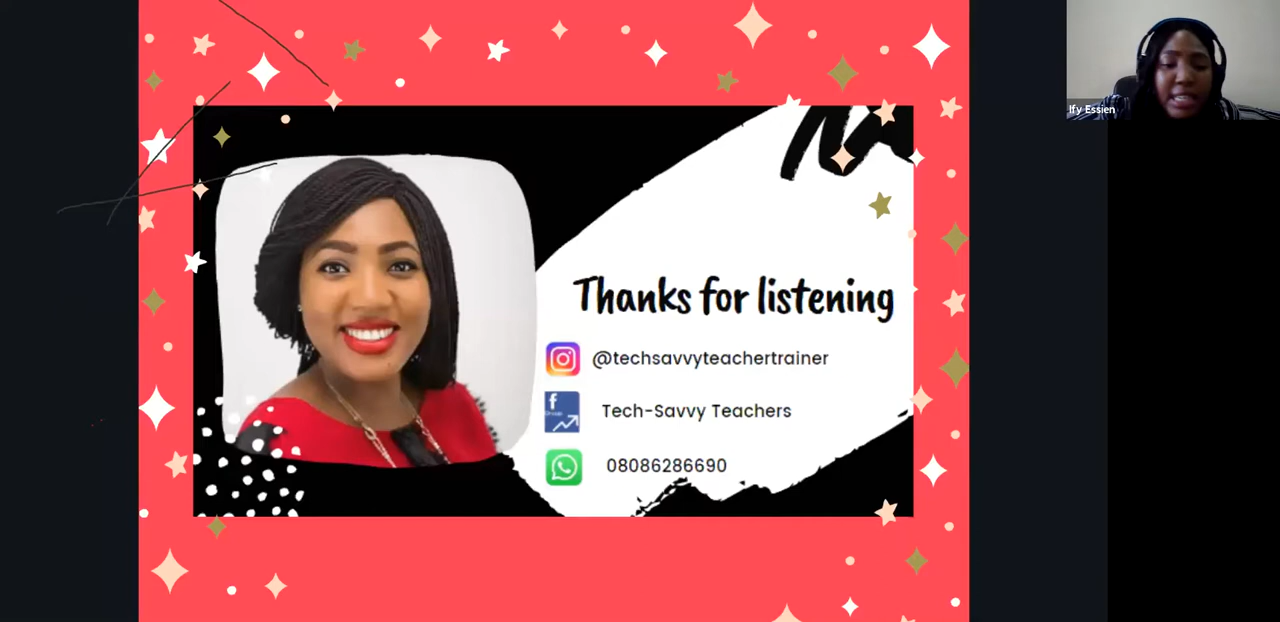 Ify Essien
Thanks for listening
@techsavvyteachertrainer
Tech-Savvy Teachers
08086286690